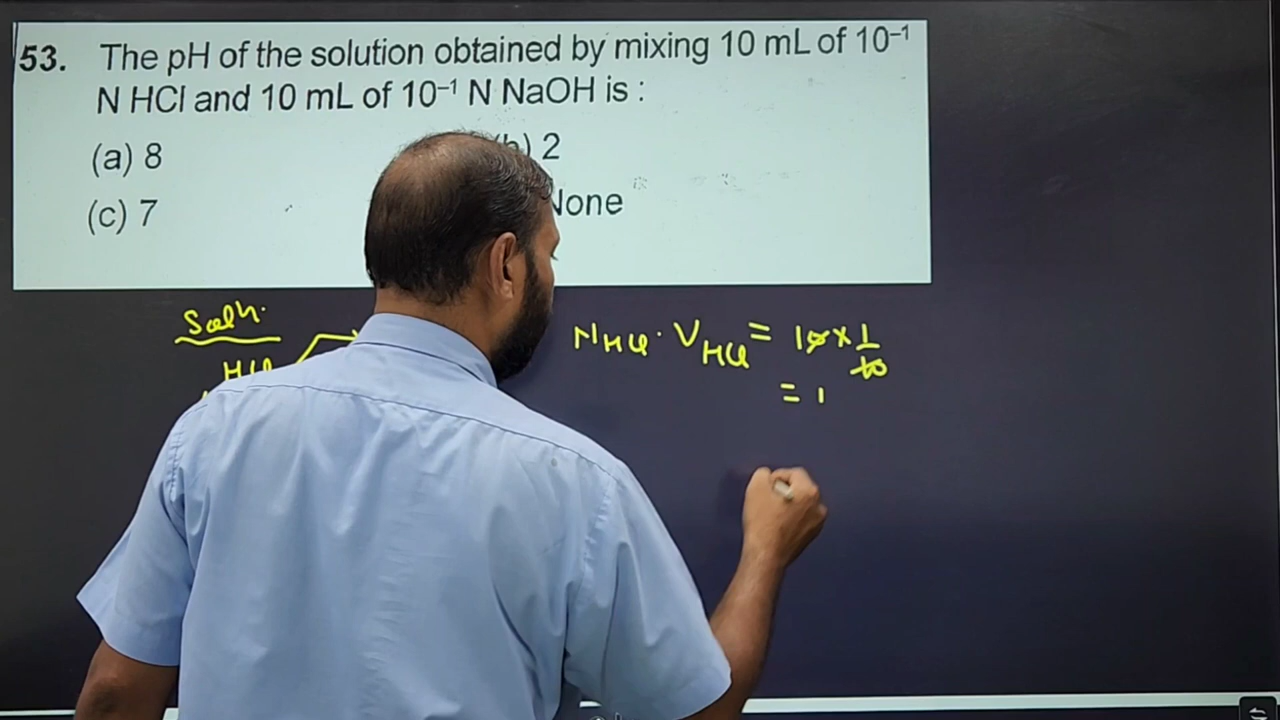 53. The pH of the solution obtained by mixing 10 mL of 10⁻¹
N HCl and 10 mL of 10⁻¹ N NaOH is :
(a) 8 (b) 2
(c) 7 None
Soln.
HCl
N_HCl . V_HCl = 10 × 1/10
= 1